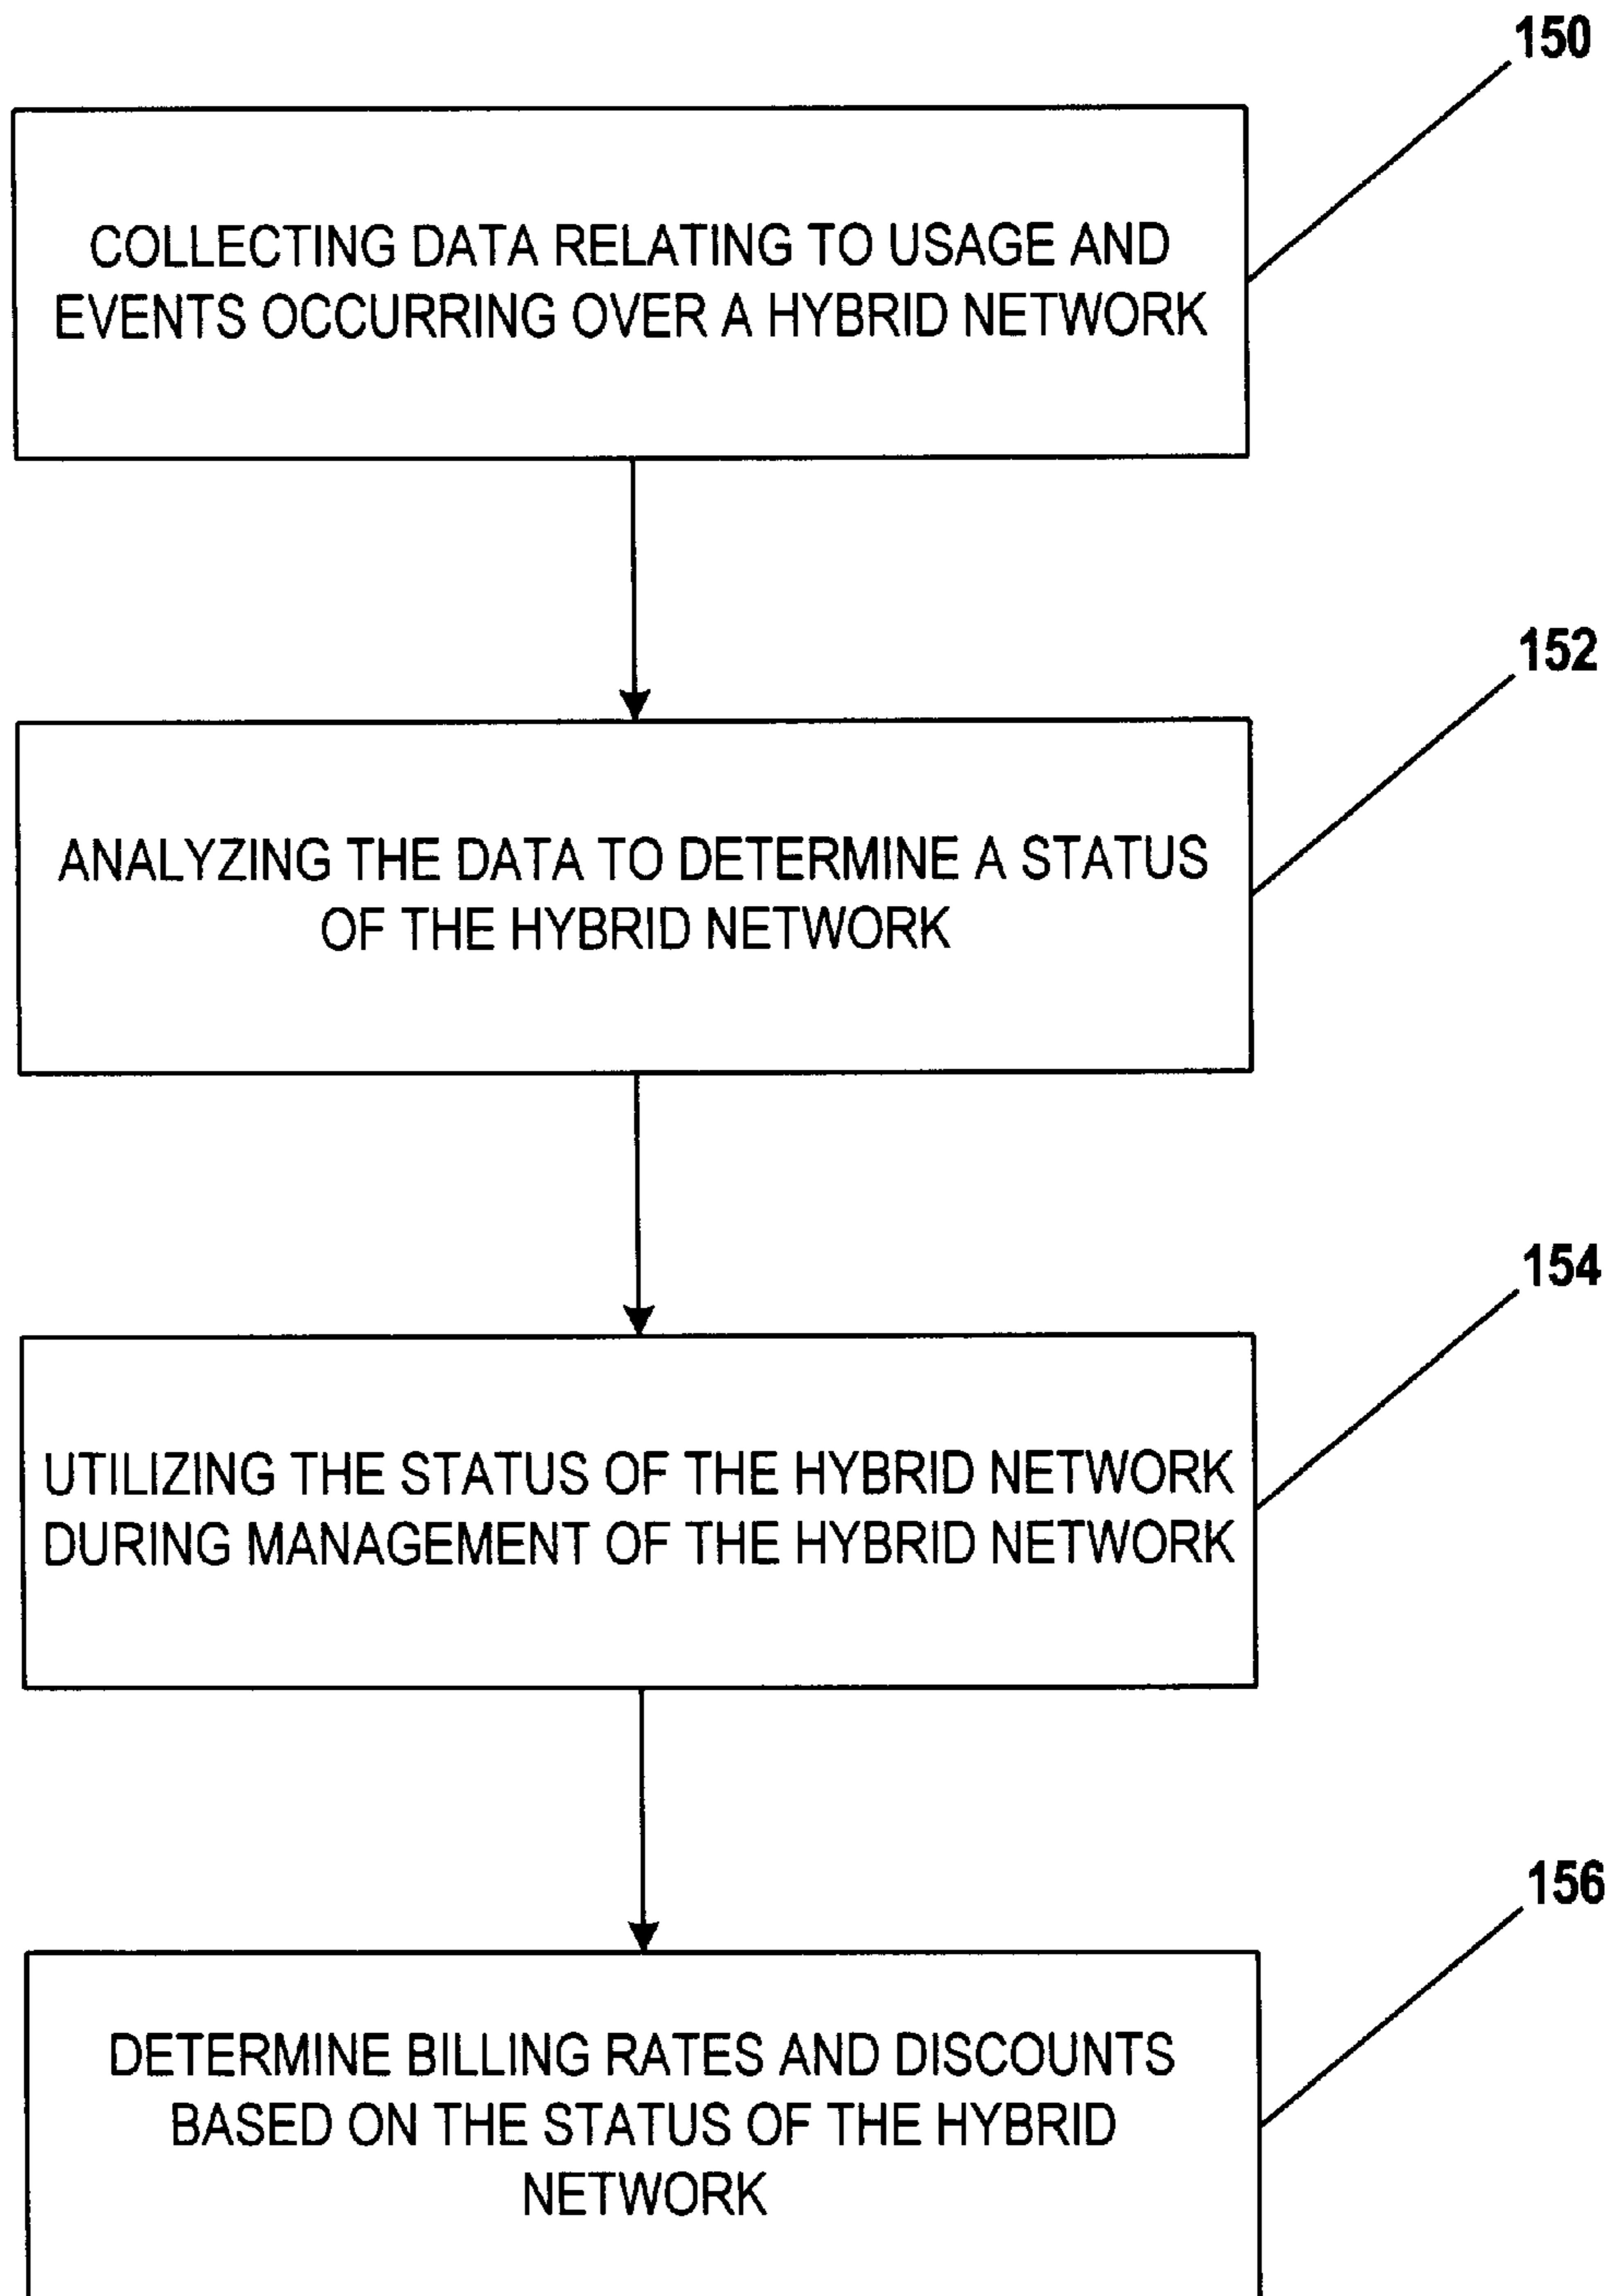 150
COLLECTING DATA RELATING TO USAGE AND
EVENTS OCCURRING OVER A HYBRID NETWORK
152
ANALYZING THE DATA TO DETERMINE A STATUS
OF THE HYBRID NETWORK
154
UTILIZING THE STATUS OF THE HYBRID NETWORK
DURING MANAGEMENT OF THE HYBRID NETWORK
156
DETERMINE BILLING RATES AND DISCOUNTS
BASED ON THE STATUS OF THE HYBRID
NETWORK